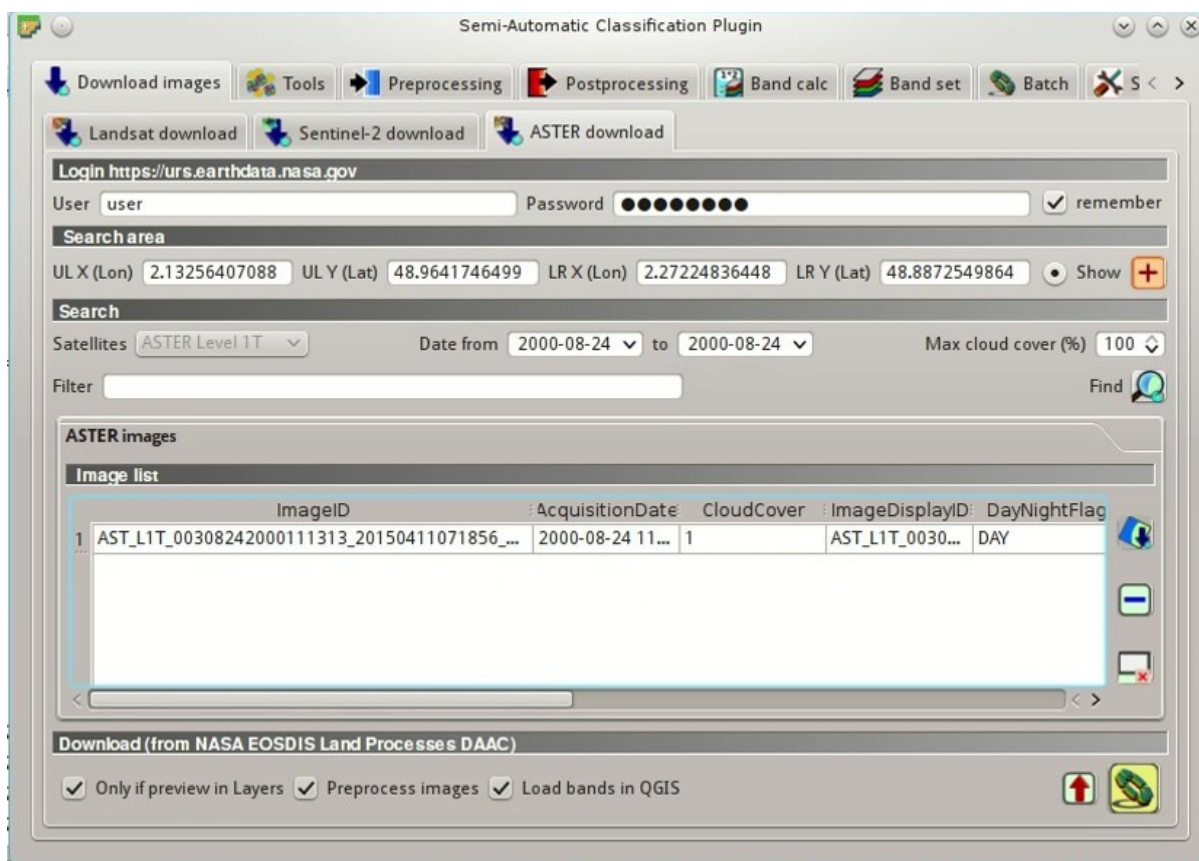 Semi-Automatic Classification Plugin
Download images Tools Preprocessing Postprocessing Band calc Band set Batch S
Landsat download Sentinel-2 download ASTER download
Login https://urs.earthdata.nasa.gov
User user Password ●●●●●●●● remember
Search area
UL X (Lon) 2.13256407088 UL Y (Lat) 48.9641746499 LR X (Lon) 2.27224836448 LR Y (Lat) 48.8872549864 Show
Search
Satellites ASTER Level 1T Date from 2000-08-24 to 2000-08-24 Max cloud cover (%) 100
Filter Find
ASTER images
Image list
ImageID AcquisitionDate CloudCover ImageDisplayID DayNightFlag
1 AST_L1T_00308242000111313_20150411071856_... 2000-08-24 11... 1 AST_L1T_0030... DAY
Download (from NASA EOSDIS Land Processes DAAC)
Only if preview in Layers Preprocess images Load bands in QGIS